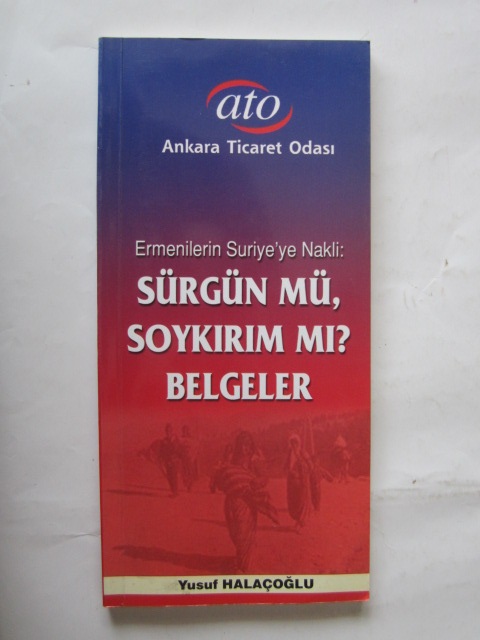 ato
Ankara Ticaret Odası
Ermenilerin Suriye'ye Nakli:
SÜRGÜN MÜ,
SOYKIRIM MI?
BELGELER
Yusuf HALAÇOĞLU